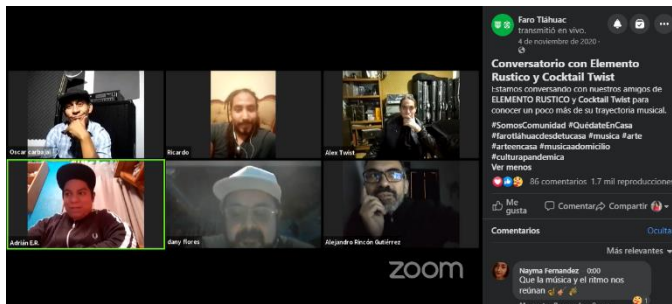 Faro Tláhuac
transmitió en vivo.
4 de noviembre de 2020 ·
Conversatorio con Elemento
Rustico y Cocktail Twist
Estamos conversando con nuestros amigos de
ELEMENTO RUSTICO y Cocktail Twist para
conocer un poco más de su trayectoria musical.
#SomosComunidad #QuédateEnCasa
#farotláhuacdesdetucasa #musica #arte
#arteencasa #musicaadomicilio
#culturapandemica
Ver menos
86 comentarios 1.7 mil reproducciones
Me gusta
Comentar
Compartir
Comentarios
Ocultar
Más relevantes
Nayma Fernandez · 0:00
Que la música y el ritmo nos
reúnan
1
Oscar carbajal
Ricardo
Alex Twist
Adrián E.R.
dany flores
Alejandro Rincón Gutiérrez
zoom